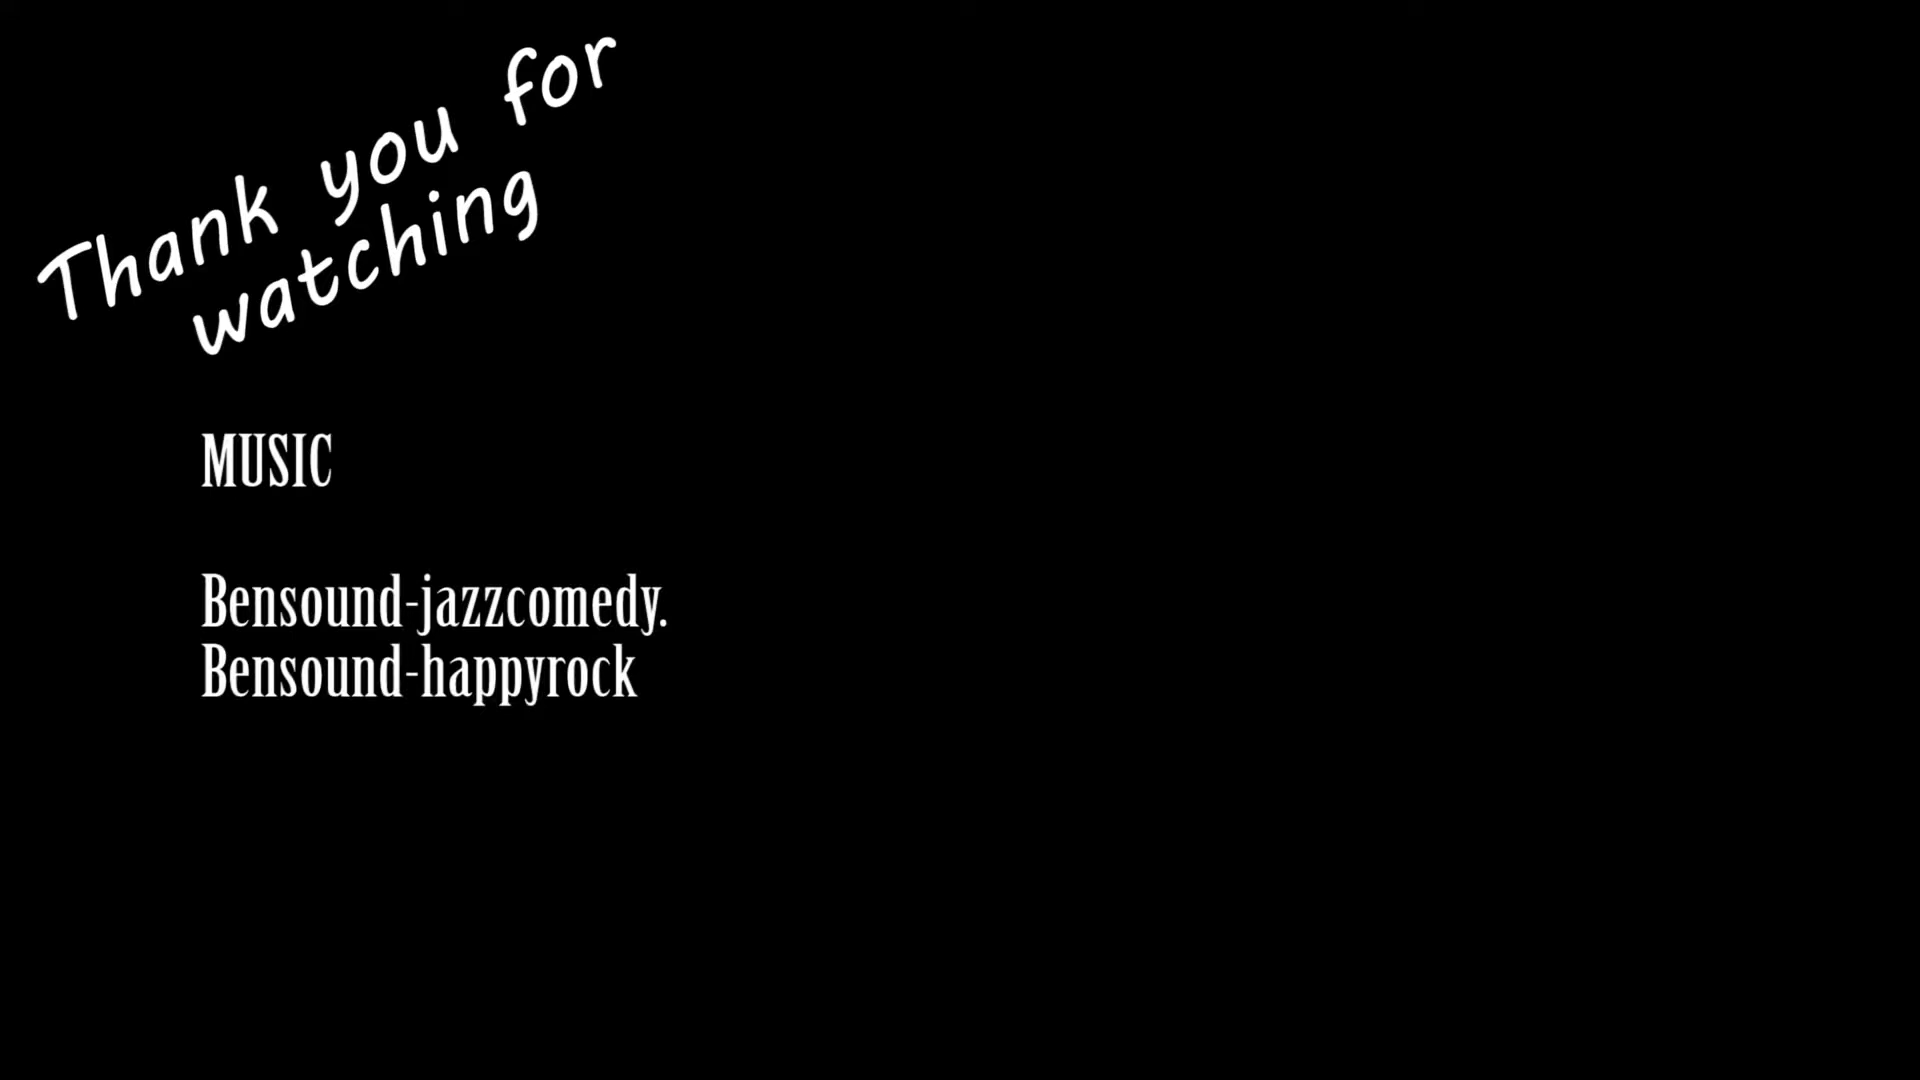 Thank you for
watching
MUSIC
Bensound-jazzcomedy.
Bensound-happyrock